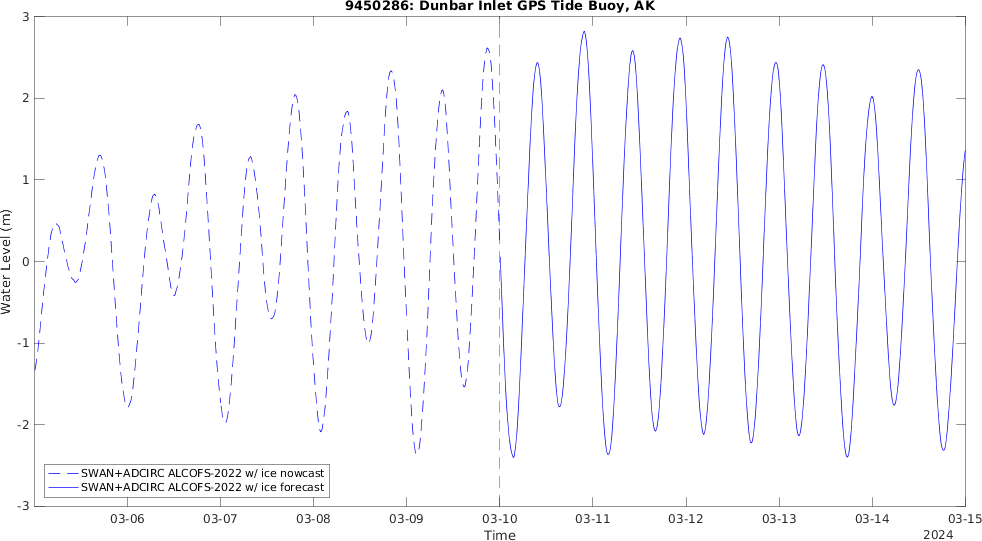 9450286: Dunbar Inlet GPS Tide Buoy, AK
3
2
1
0
-1
-2
-3
Water Level (m)
SWAN+ADCIRC ALCOFS-2022 w/ ice nowcast
SWAN+ADCIRC ALCOFS-2022 w/ ice forecast
03-06 03-07 03-08 03-09 03-10 03-11 03-12 03-13 03-14 03-15
Time
2024